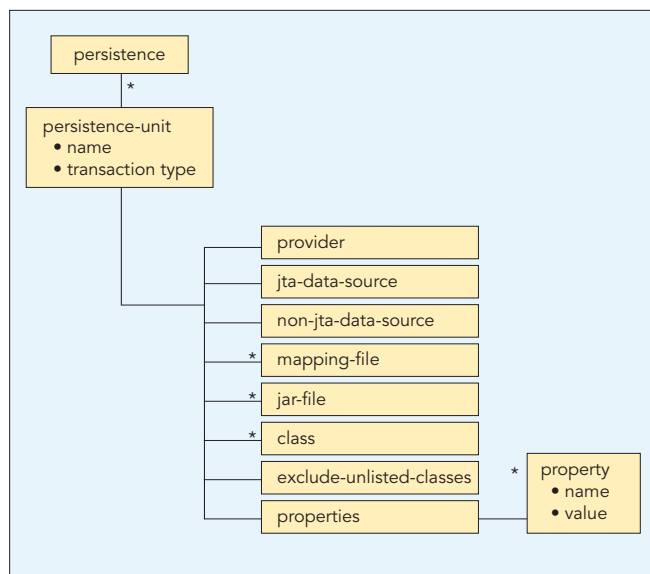 persistence
*
persistence-unit
• name
• transaction type
provider
jta-data-source
non-jta-data-source
* mapping-file
* jar-file
* class
exclude-unlisted-classes
properties
* property
• name
• value